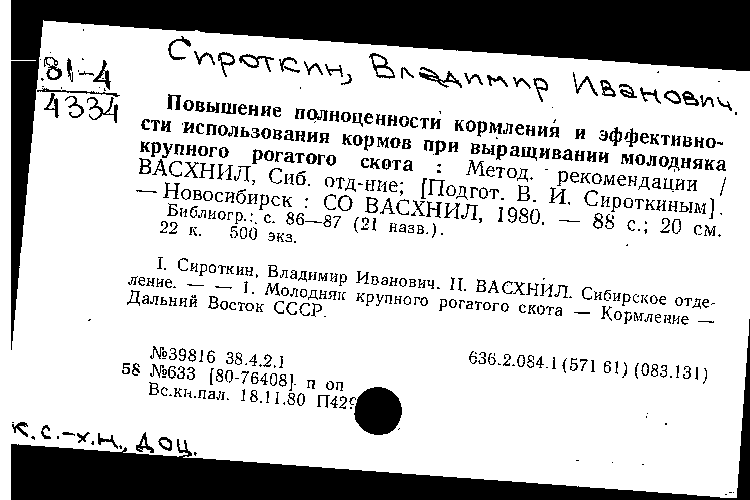 Сироткин, Владимир Иванович.
81-4
4334
Повышение полноценности кормления и эффективно-
сти использования кормов при выращивании молодняка
крупного рогатого скота : Метод. рекомендации /
ВАСХНИЛ, Сиб. отд-ние; [Подгот. В. И. Сироткиным].
— Новосибирск : СО ВАСХНИЛ, 1980. — 88 с.; 20 см.
Библиогр.: с. 86—87 (21 назв.).
22 к. 500 экз.
I. Сироткин, Владимир Иванович. II. ВАСХНИЛ. Сибирское отде-
ление. — — 1. Молодняк крупного рогатого скота — Кормление —
Дальний Восток СССР.
№39816 38.4.2.1
636.2.084.1 (571 61) (083.131)
58 №633 [80-76408] п оп
Вс.кн.пал. 18.11.80 П429
к.с.-х.н., доц.